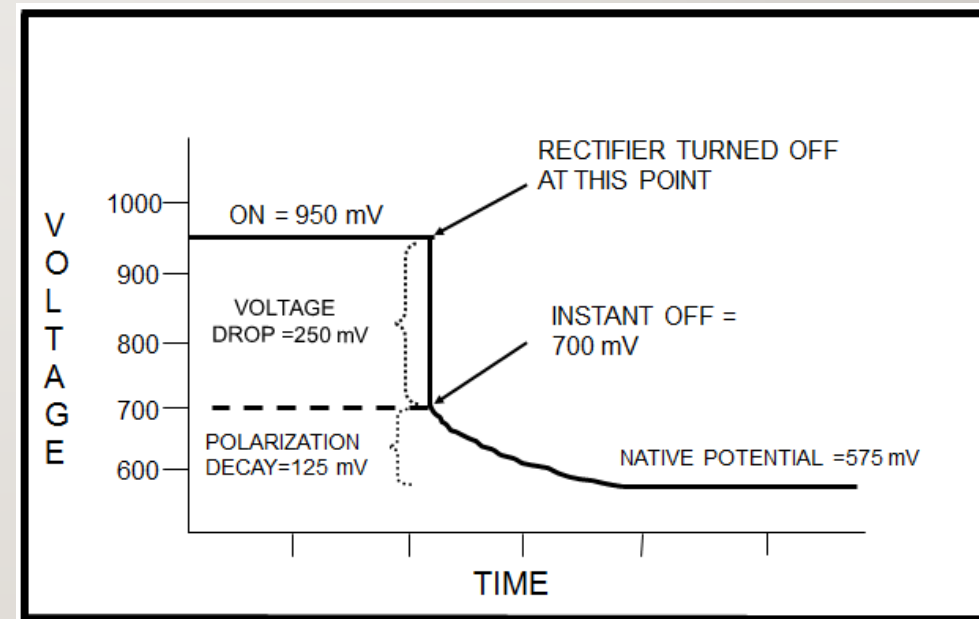 RECTIFIER TURNED OFF
AT THIS POINT
1000
ON = 950 mV
VOLTAGE
900
VOLTAGE
DROP =250 mV
INSTANT OFF =
700 mV
800
700
POLARIZATION
DECAY=125 mV
NATIVE POTENTIAL =575 mV
600
TIME